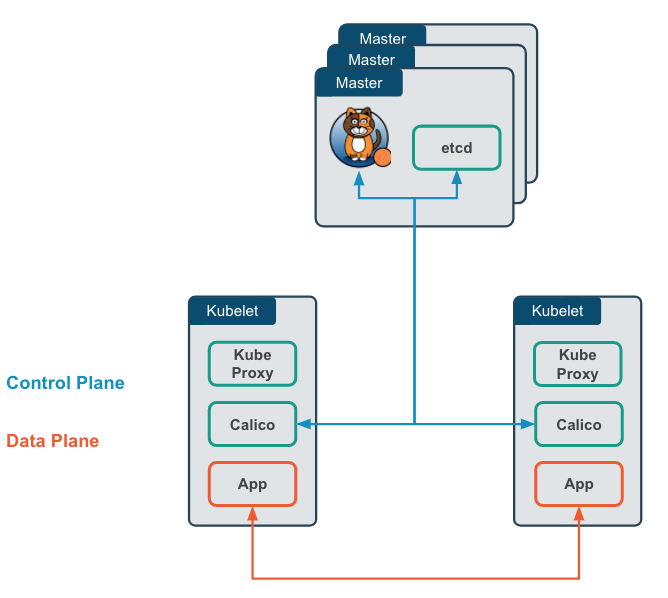 Master
Master
Master
etcd
Kubelet
Kube
Proxy
Calico
App
Kubelet
Kube
Proxy
Calico
App
Control Plane
Data Plane